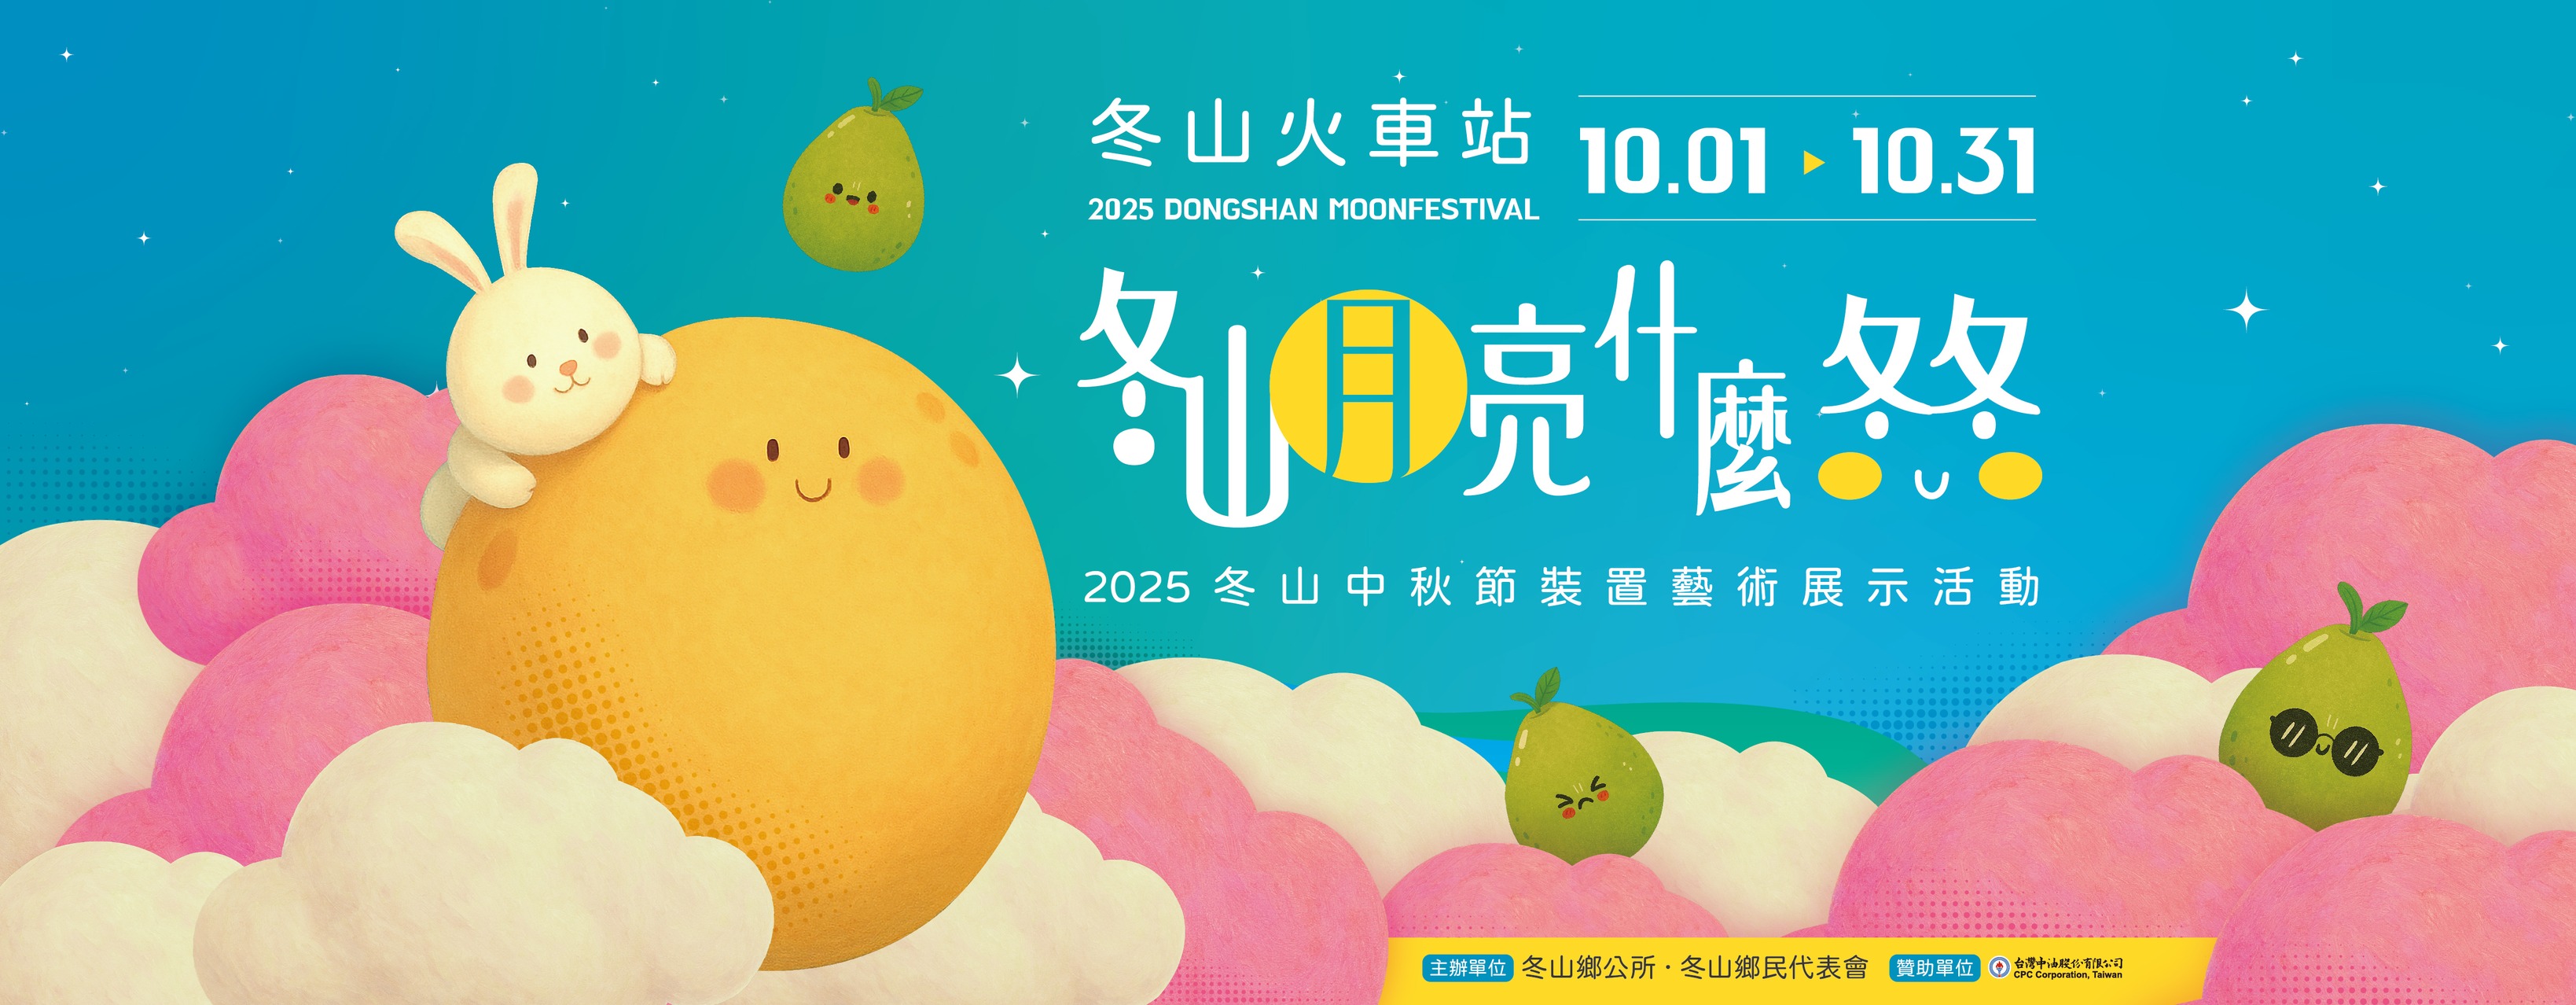 冬山火車站
2025 DONGSHAN MOONFESTIVAL
10.01 ▶ 10.31
冬山月亮什麼
2025 冬山中秋節裝置藝術展示活動
主辦單位 冬山鄉公所·冬山鄉民代表會 贊助單位 台灣中油股份有限公司
CPC Corporation, Taiwan